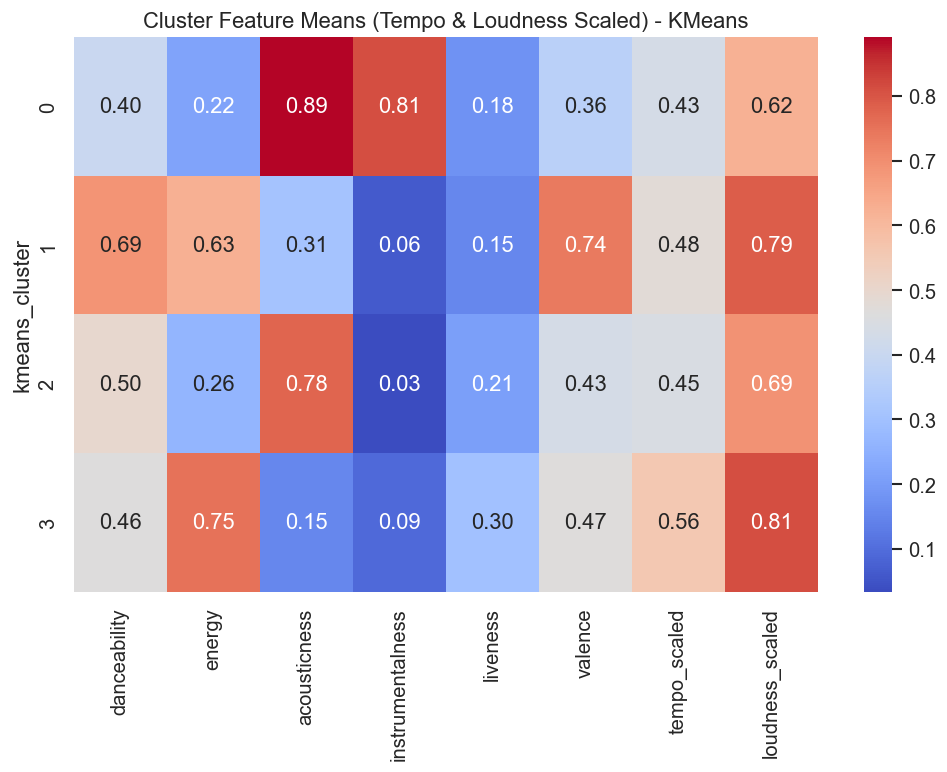 Cluster Feature Means (Tempo & Loudness Scaled) - KMeans
kmeans_cluster
0
0.40 0.22 0.89 0.81 0.18 0.36 0.43 0.62
1
0.69 0.63 0.31 0.06 0.15 0.74 0.48 0.79
2
0.50 0.26 0.78 0.03 0.21 0.43 0.45 0.69
3
0.46 0.75 0.15 0.09 0.30 0.47 0.56 0.81
danceability
energy
acousticness
instrumentalness
liveness
valence
tempo_scaled
loudness_scaled
0.8
0.7
0.6
0.5
0.4
0.3
0.2
0.1